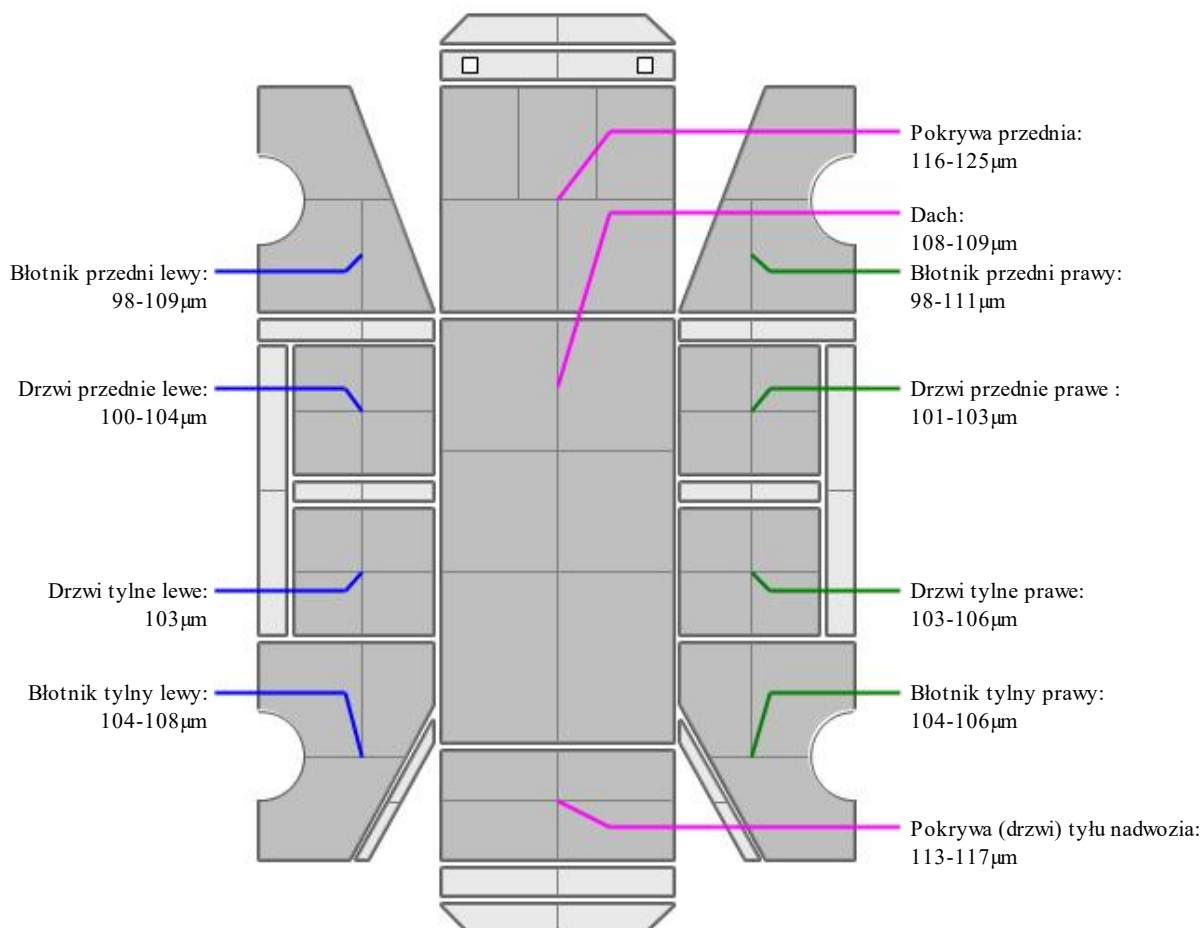 Pokrywa przednia:
116-125μm
Dach:
108-109μm
Błotnik przedni lewy:
98-109μm
Błotnik przedni prawy:
98-111μm
Drzwi przednie lewe:
100-104μm
Drzwi przednie prawe :
101-103μm
Drzwi tylne lewe:
103μm
Drzwi tylne prawe:
103-106μm
Błotnik tylny lewy:
104-108μm
Błotnik tylny prawy:
104-106μm
Pokrywa (drzwi) tyłu nadwozia:
113-117μm